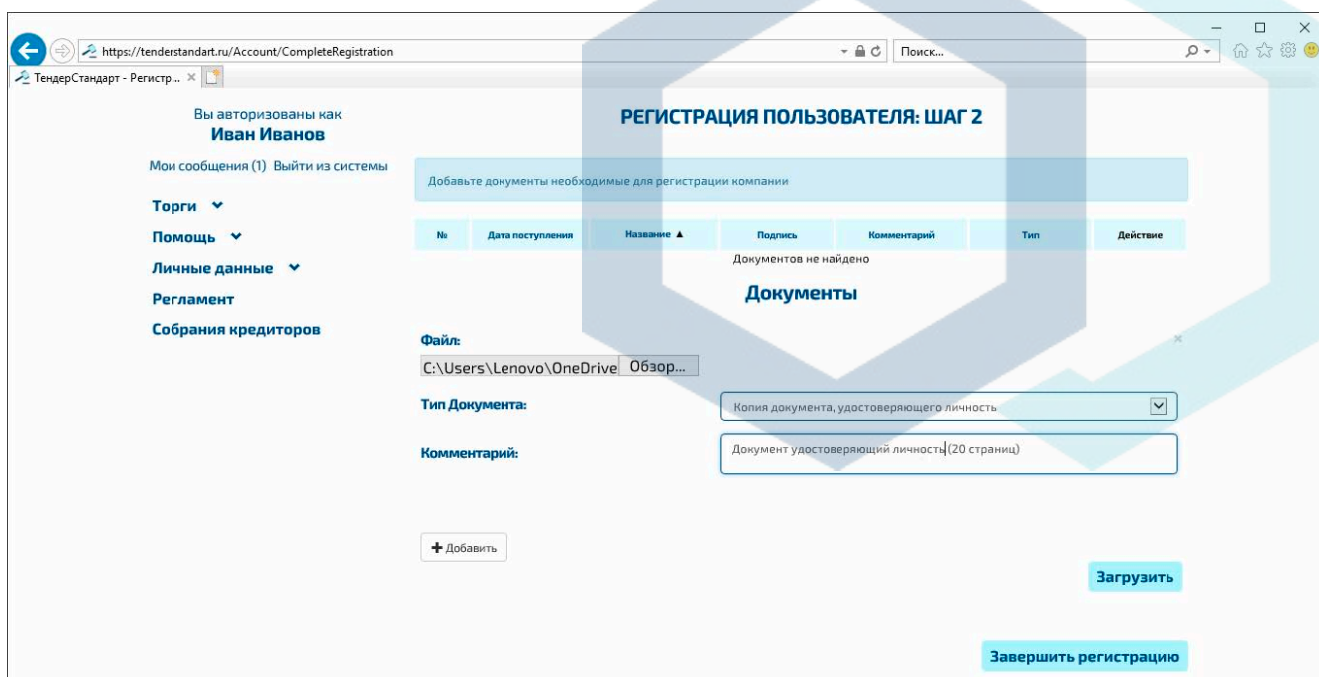 https://tenderstandart.ru/Account/CompleteRegistration
Поиск...
ТендерСтандарт - Регистр...
Вы авторизованы как
Иван Иванов
Мои сообщения (1) Выйти из системы
Торги
Помощь
Личные данные
Регламент
Собрания кредиторов
РЕГИСТРАЦИЯ ПОЛЬЗОВАТЕЛЯ: ШАГ 2
Добавьте документы необходимые для регистрации компании
№ Дата поступления Название ▲ Подпись Комментарий Тип Действие
Документов не найдено
Документы
Файл:
C:\Users\Lenovo\OneDrive Обзор...
Тип Документа: Копия документа, удостоверяющего личность
Комментарий: Документ удостоверяющий личность (20 страниц)
+ Добавить
Загрузить
Завершить регистрацию